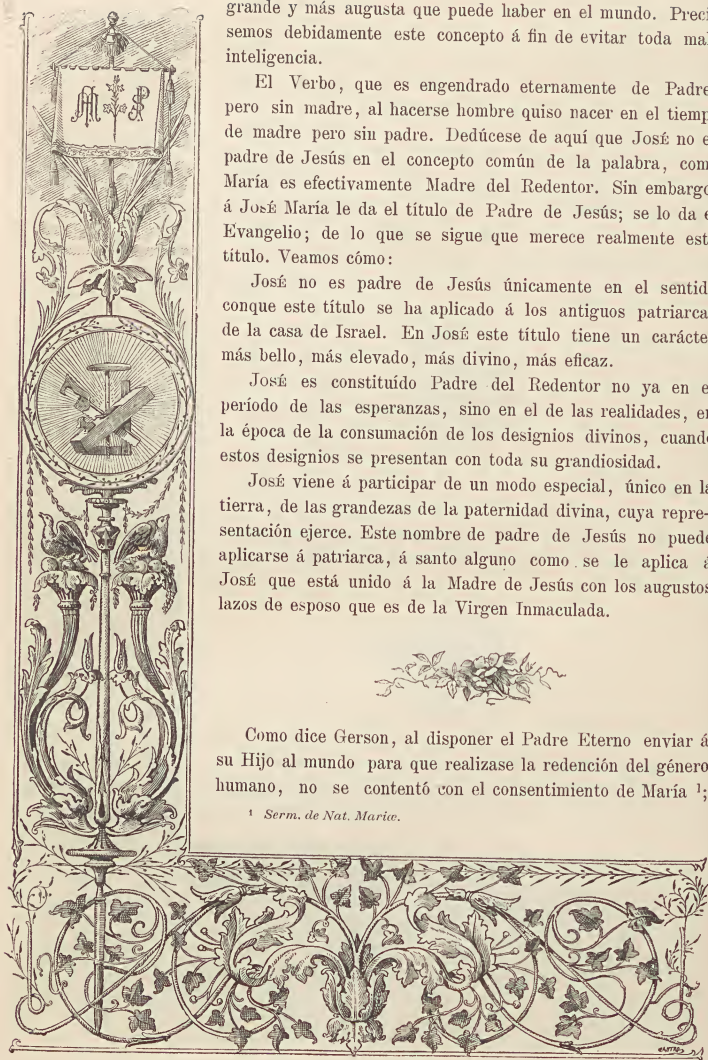 grande y más augusta que puede haber en el mundo. Preci
semos debidamente este concepto á fin de evitar toda mal
inteligencia.
El Verbo, que es engendrado eternamente de Padre
pero sin madre, al hacerse hombre quiso nacer en el tiemp
de madre pero sin padre. Dedúcese de aquí que José no e
padre de Jesús en el concepto común de la palabra, com
María es efectivamente Madre del Redentor. Sin embargo
á José María le da el título de Padre de Jesús; se lo da e
Evangelio; de lo que se sigue que merece realmente est
título. Veamos cómo:
José no es padre de Jesús únicamente en el sentid
conque este título se ha aplicado á los antiguos patriarca
de la casa de Israel. En José este título tiene un carácte
más bello, más elevado, más divino, más eficaz.
José es constituído Padre del Redentor no ya en e
período de las esperanzas, sino en el de las realidades, en
la época de la consumación de los designios divinos, cuand
estos designios se presentan con toda su grandiosidad.
José viene á participar de un modo especial, único en la
tierra, de las grandezas de la paternidad divina, cuya repre-
sentación ejerce. Este nombre de padre de Jesús no puede
aplicarse á patriarca, á santo alguno como se le aplica á
José que está unido á la Madre de Jesús con los augustos
lazos de esposo que es de la Virgen Inmaculada.
Como dice Gerson, al disponer el Padre Eterno enviar á
su Hijo al mundo para que realizase la redención del género
humano, no se contentó con el consentimiento de María ¹;
¹ Serm. de Nat. Mariæ.